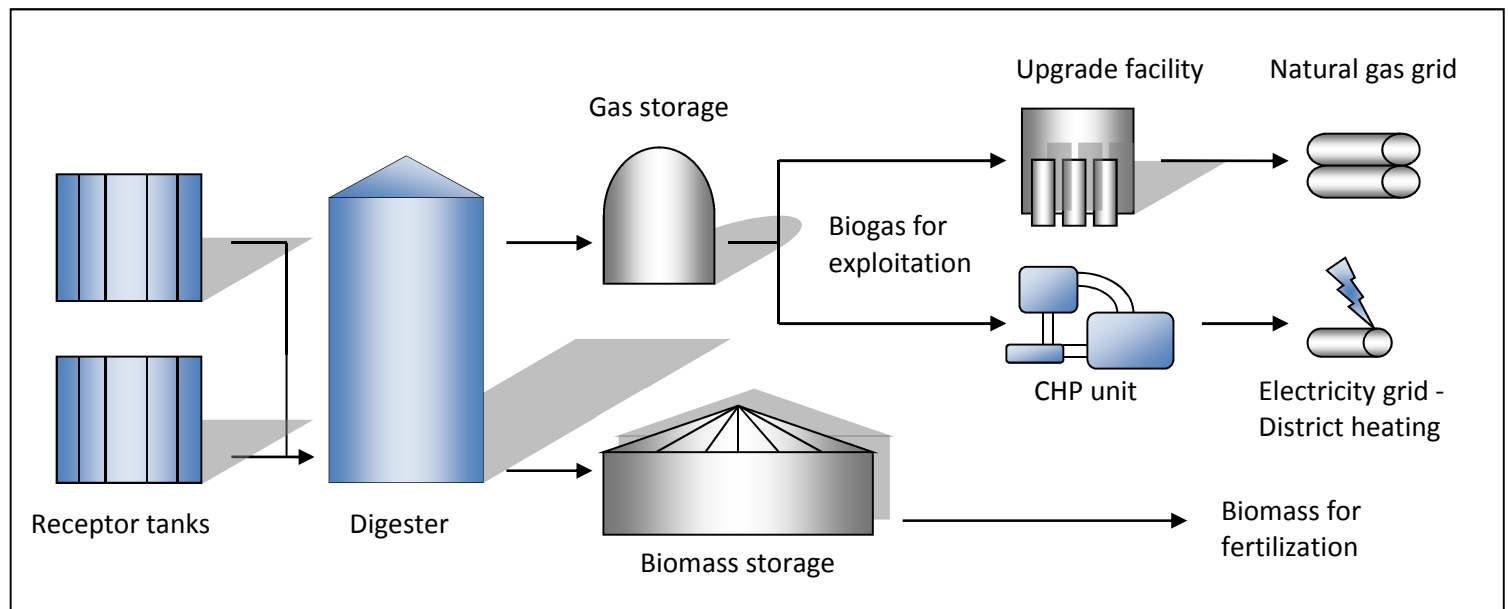 Upgrade facility
Natural gas grid
Gas storage
Biogas for
exploitation
CHP unit
Electricity grid -
District heating
Receptor tanks
Digester
Biomass storage
Biomass for
fertilization